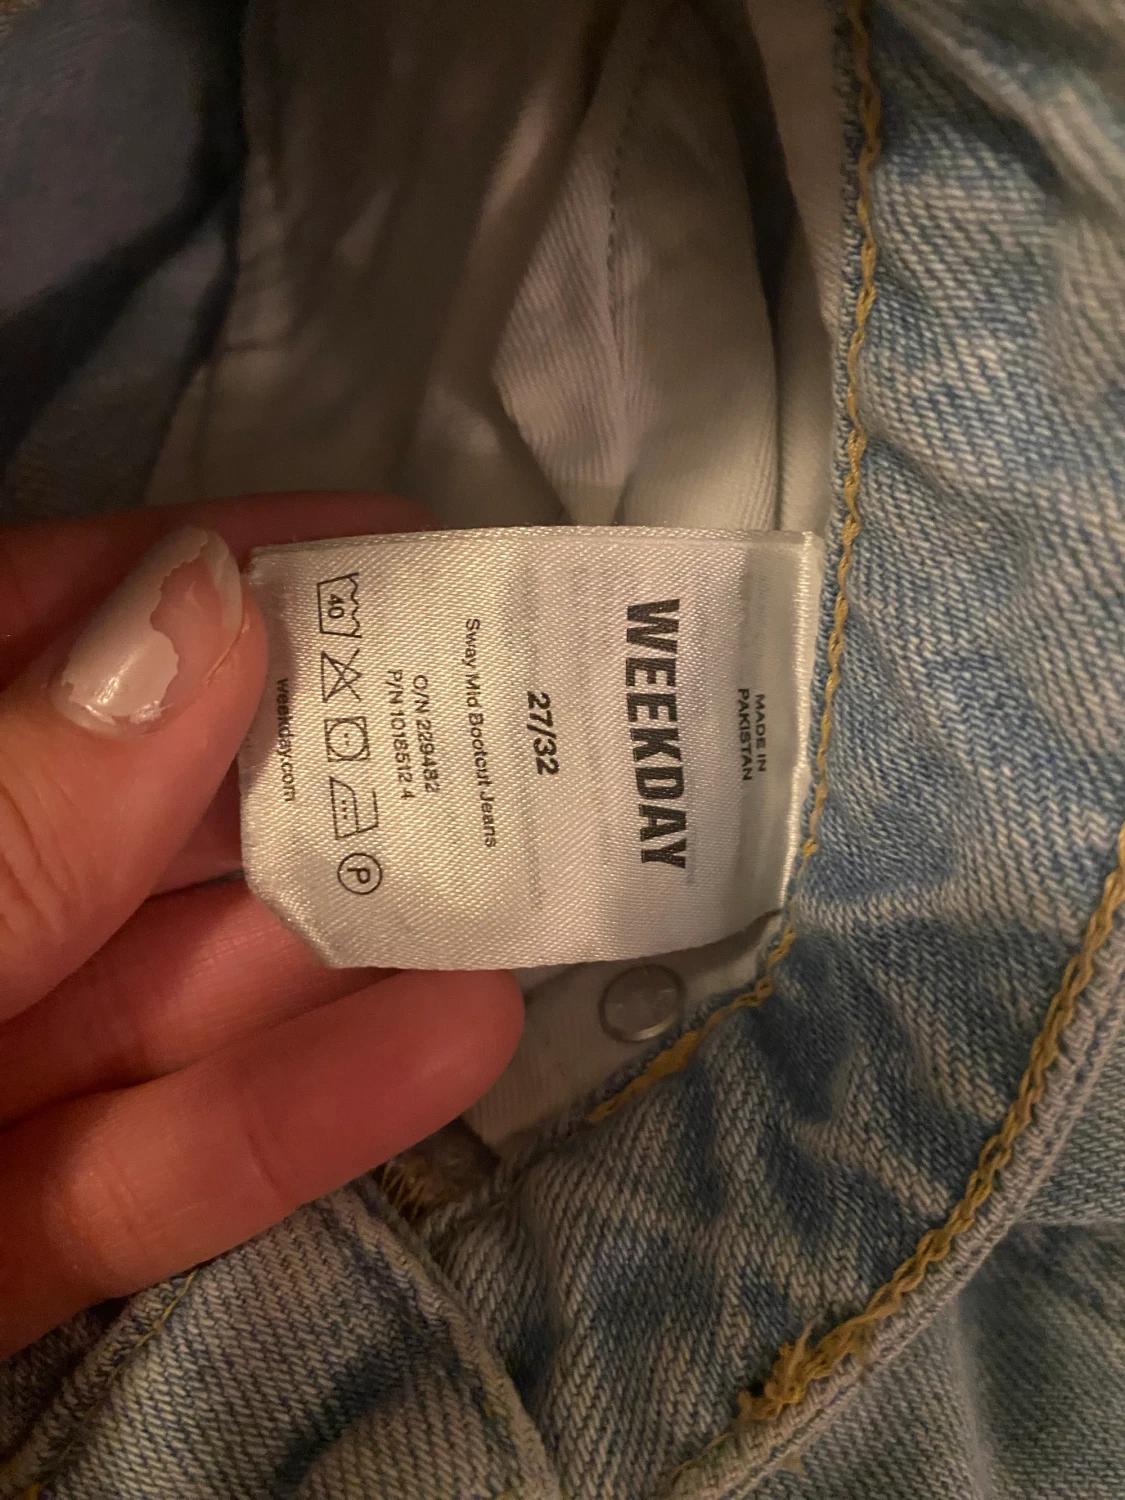 MADE IN
PAKISTAN
WEEKDAY
27/32
Sway Mid Bootcut Jeans
O/N 229482
P/N 1018512 4
40
P
weekday.com